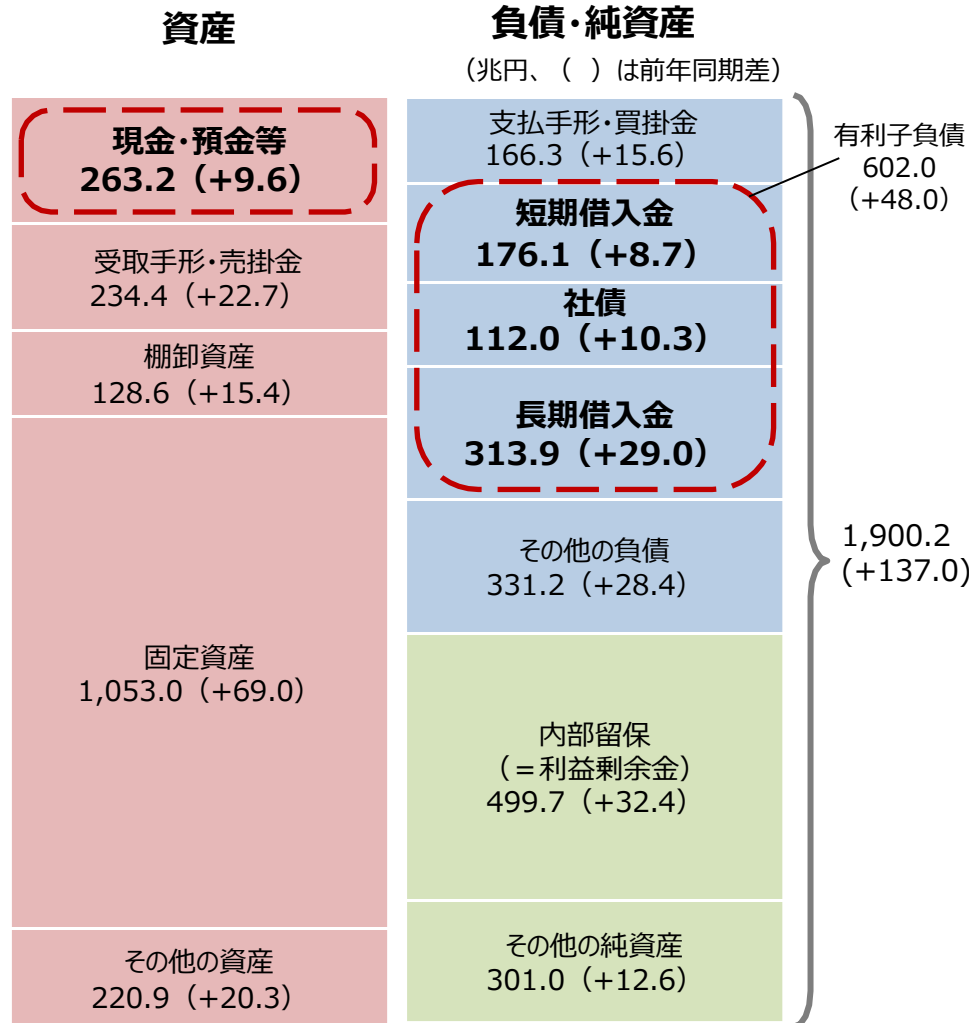 資産
現金・預金等
263.2（+9.6）
受取手形・売掛金
234.4（+22.7）
棚卸資産
128.6（+15.4）
固定資産
1,053.0（+69.0）
その他の資産
220.9（+20.3）
負債・純資産
（兆円、（　）は前年同期差）
支払手形・買掛金
166.3（+15.6）
短期借入金
176.1（+8.7）
社債
112.0（+10.3）
長期借入金
313.9（+29.0）
その他の負債
331.2（+28.4）
内部留保
（＝利益剰余金）
499.7（+32.4）
その他の純資産
301.0（+12.6）
有利子負債
602.0
(+48.0)
1,900.2
(+137.0)